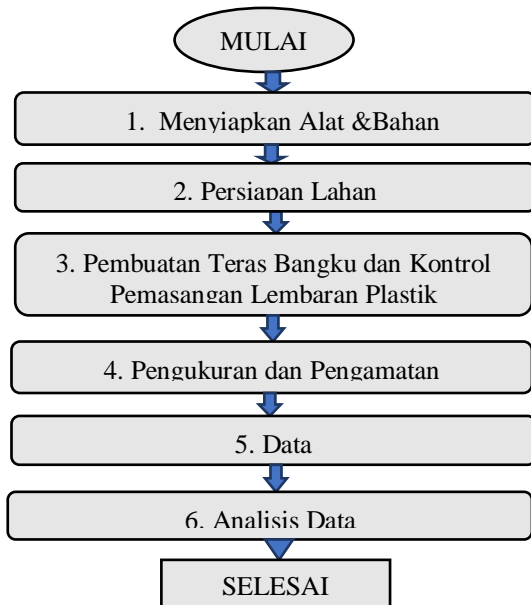 MULAI
1. Menyiapkan Alat &Bahan
2. Persiapan Lahan
3. Pembuatan Teras Bangku dan Kontrol
Pemasangan Lembaran Plastik
4. Pengukuran dan Pengamatan
5. Data
6. Analisis Data
SELESAI